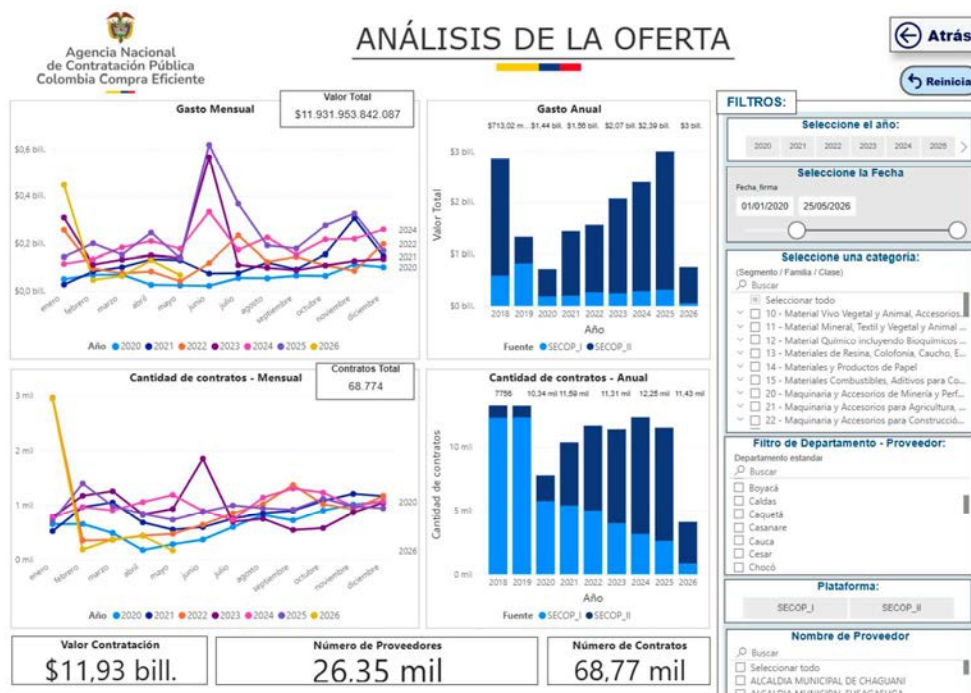 Agencia Nacional
de Contratación Pública
Colombia Compra Eficiente
ANÁLISIS DE LA OFERTA
Atrás
Reinicia
Gasto Mensual
Valor Total
$11.931.953.842.087
$0,6 bill.
$0,4 bill.
$0,2 bill.
$0,0 bill.
2024
2022
2021
2020
enero
febrero
marzo
abril
mayo
junio
julio
agosto
septiembre
octubre
noviembre
diciembre
Año 2020 2021 2022 2023 2024 2025 2026
Gasto Anual
$713,02 m... $1,44 bill. $1,56 bill. $2,07 bill. $2,39 bill. $3 bill.
Valor Total
$3 bill.
$2 bill.
$1 bill.
$0 bill.
2018 2019 2020 2021 2022 2023 2024 2025 2026
Año
Fuente SECOP_I SECOP_II
Cantidad de contratos - Mensual
Contratos Total
68.774
3 mil
2 mil
1 mil
0 mil
2020
2026
enero
febrero
marzo
abril
mayo
junio
julio
agosto
septiembre
octubre
noviembre
diciembre
Año 2020 2021 2022 2023 2024 2025 2026
Cantidad de contratos - Anual
7756 10,34 mil 11,59 mil 11,31 mil 12,25 mil 11,43 mil
Cantidad de contratos
10 mil
5 mil
0 mil
2018 2019 2020 2021 2022 2023 2024 2025 2026
Año
Fuente SECOP_I SECOP_II
Valor Contratación
$11,93 bill.
Número de Proveedores
26.35 mil
Número de Contratos
68,77 mil
FILTROS:
Seleccione el año:
2020 2021 2022 2023 2024 2025
Seleccione la Fecha
Fecha_firma
01/01/2020 25/05/2026
Seleccione una categoría:
(Segmento / Familia / Clase)
Buscar
Seleccionar todo
10 - Material Vivo Vegetal y Animal, Accesorios...
11 - Material Mineral, Textil y Vegetal y Animal ...
12 - Material Químico incluyendo Bioquímicos ...
13 - Materiales de Resina, Colofonia, Caucho, E...
14 - Materiales y Productos de Papel
15 - Materiales Combustibles, Aditivos para Co...
20 - Maquinaria y Accesorios de Minería y Perf...
21 - Maquinaria y Accesorios para Agricultura, ...
22 - Maquinaria y Accesorios para Construcció...
Filtro de Departamento - Proveedor:
Departamento estandar
Buscar
Boyacá
Caldas
Caquetá
Casanare
Cauca
Cesar
Chocó
Plataforma:
SECOP_I SECOP_II
Nombre de Proveedor
Buscar
Seleccionar todo
ALCALDIA MUNICIPAL DE CHAGUANI